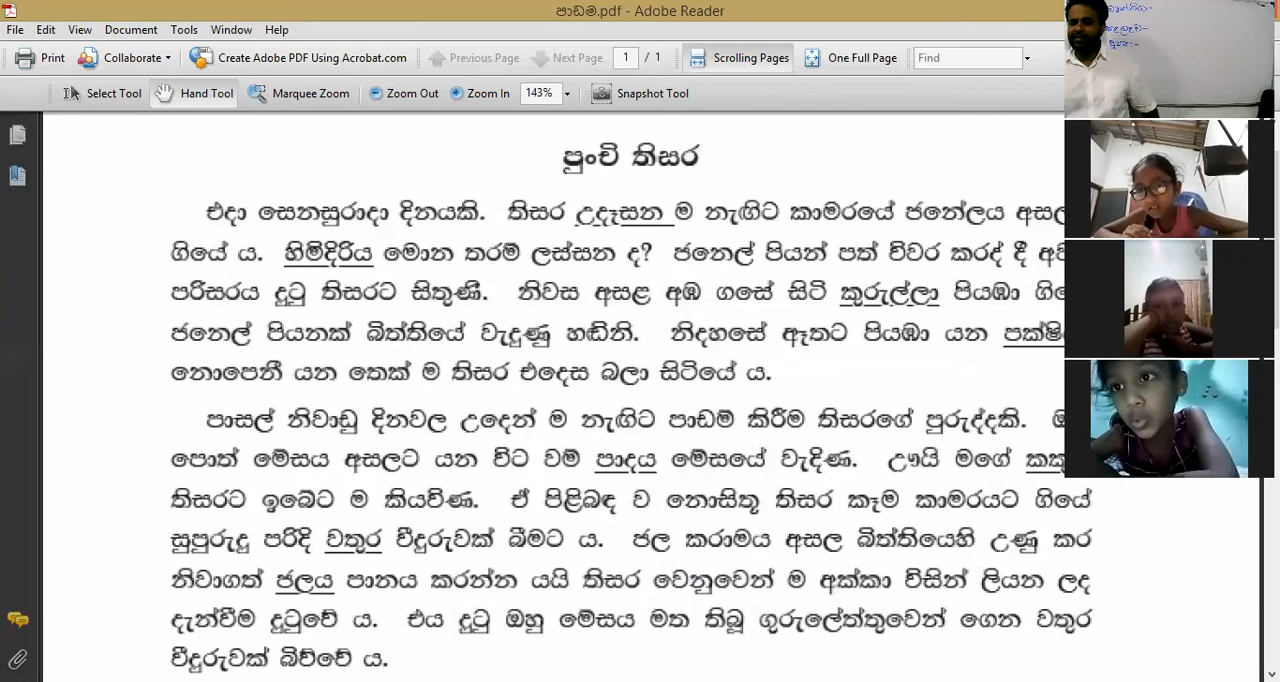 පාඩම.pdf - Adobe Reader
File Edit View Document Tools Window Help
Print Collaborate Create Adobe PDF Using Acrobat.com Previous Page Next Page 1 / 1 Scrolling Pages One Full Page Find
Select Tool Hand Tool Marquee Zoom Zoom Out Zoom In 143% Snapshot Tool
පුංචි තිසර
එදා සෙනසුරාදා දිනයකි. තිසර උදෑසන ම නැඟිට කාමරයේ ජනේලය
ගියේ ය. හිමිදිරිය මොන තරම් ලස්සන ද? ජනෙල් පියන් පත් විවර කරද් දී
පරිසරය දුටු තිසරට සිතුණි. නිවස අසළ අඹ ගසේ සිටි කුරුල්ලා පියඹා
ජනෙල් පියනක් බිත්තියේ වැදුණු හඬිනි. නිදහසේ ඈතට පියඹා යන
නොපෙනී යන තෙක් ම තිසර එදෙස බලා සිටියේ ය.
පාසල් නිවාඩු දිනවල උදෙන් ම නැඟිට පාඩම් කිරීම තිසරගේ පුරුද්දකි.
පොත් මේසය අසලට යන විට වම් පාදය මේසයේ වැදිණ. ඌයි මගේ
තිසරට ඉබේට ම කියවිණ. ඒ පිළිබඳ ව නොසිතූ තිසර කෑම කාමරයට ගියේ
සුපුරුදු පරිදි වතුර වීදුරුවක් බීමට ය. ජල කරාමය අසල බිත්තියෙහි උණු කර
නිවාගත් ජලය පානය කරන්න යයි තිසර වෙනුවෙන් ම අක්කා විසින් ලියන ලද
දැන්වීම දුටුවේ ය. එය දුටු ඔහු මේසය මත තිබූ ගුරුලේත්තුවෙන් ගෙන වතුර
වීදුරුවක් බිව්වේ ය.